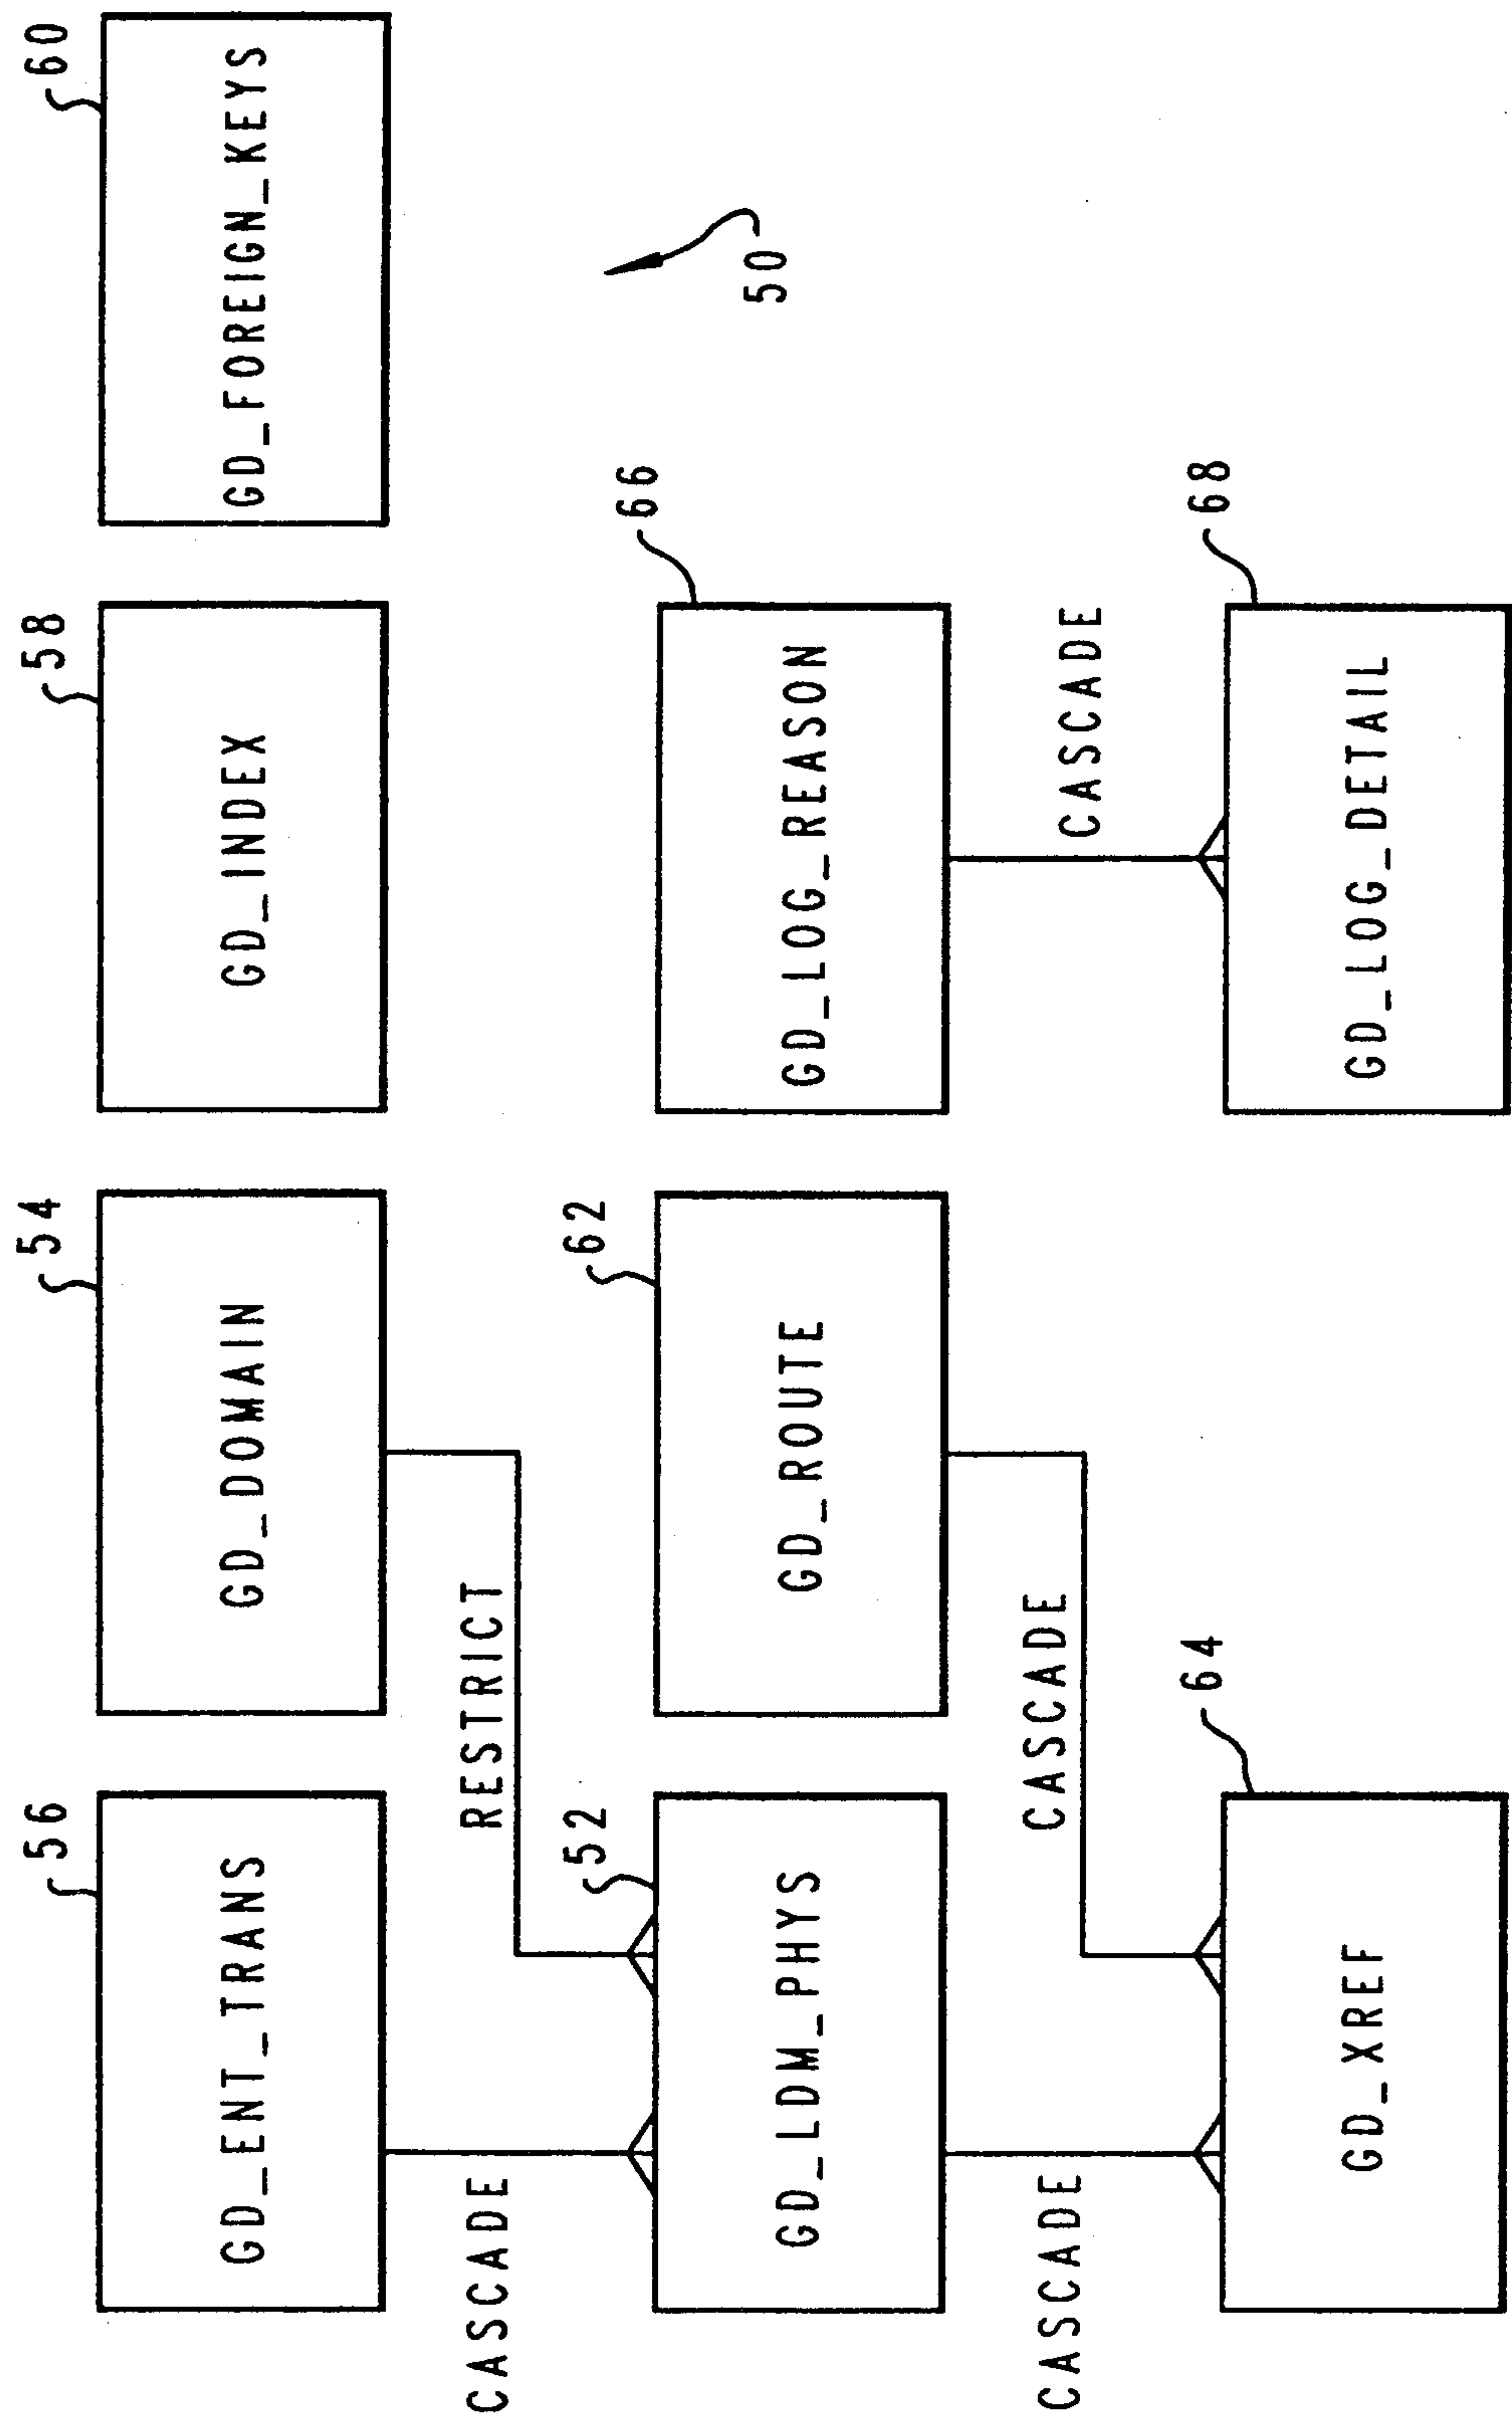 56
54
58
60
GD_ENT_TRANS
GD_DOMAIN
GD_INDEX
GD_FOREIGN_KEYS
CASCADE
RESTRICT
52
62
66
50
GD_LDM_PHYS
GD_ROUTE
GD_LOG_REASON
CASCADE
CASCADE
CASCADE
64
68
GD_XREF
GD_LOG_DETAIL